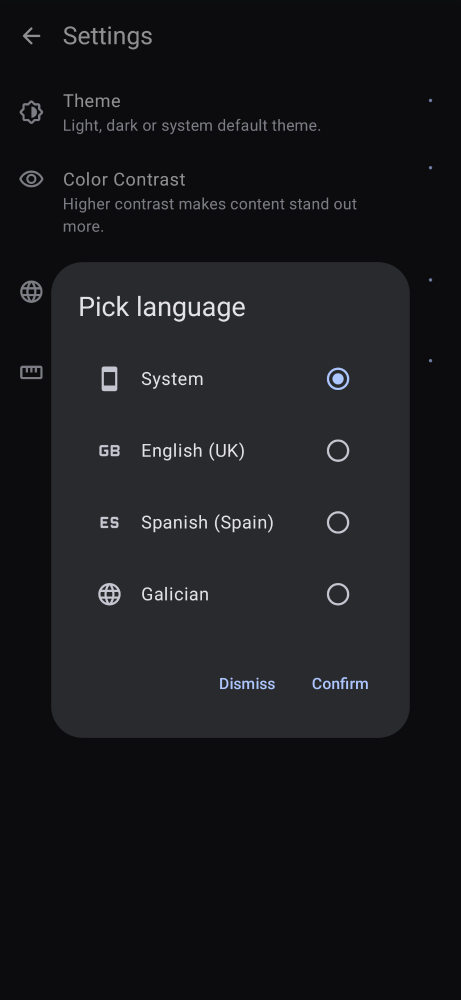 Settings
Theme
Light, dark or system default theme.
Color Contrast
Higher contrast makes content stand out
more.
Pick language
System
GB English (UK)
ES Spanish (Spain)
Galician
Dismiss Confirm